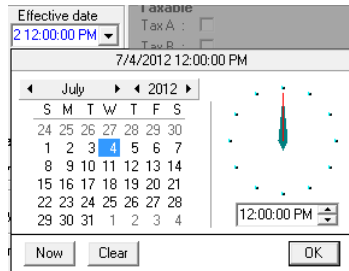 Effective date
Taxable
2 12:00:00 PM
Tax A :
Tax B :
7/4/2012 12:00:00 PM
July 2012
S M T W T F S
24 25 26 27 28 29 30
1 2 3 4 5 6 7
8 9 10 11 12 13 14
15 16 17 18 19 20 21
22 23 24 25 26 27 28
29 30 31 1 2 3 4
12:00:00 PM
Now Clear OK